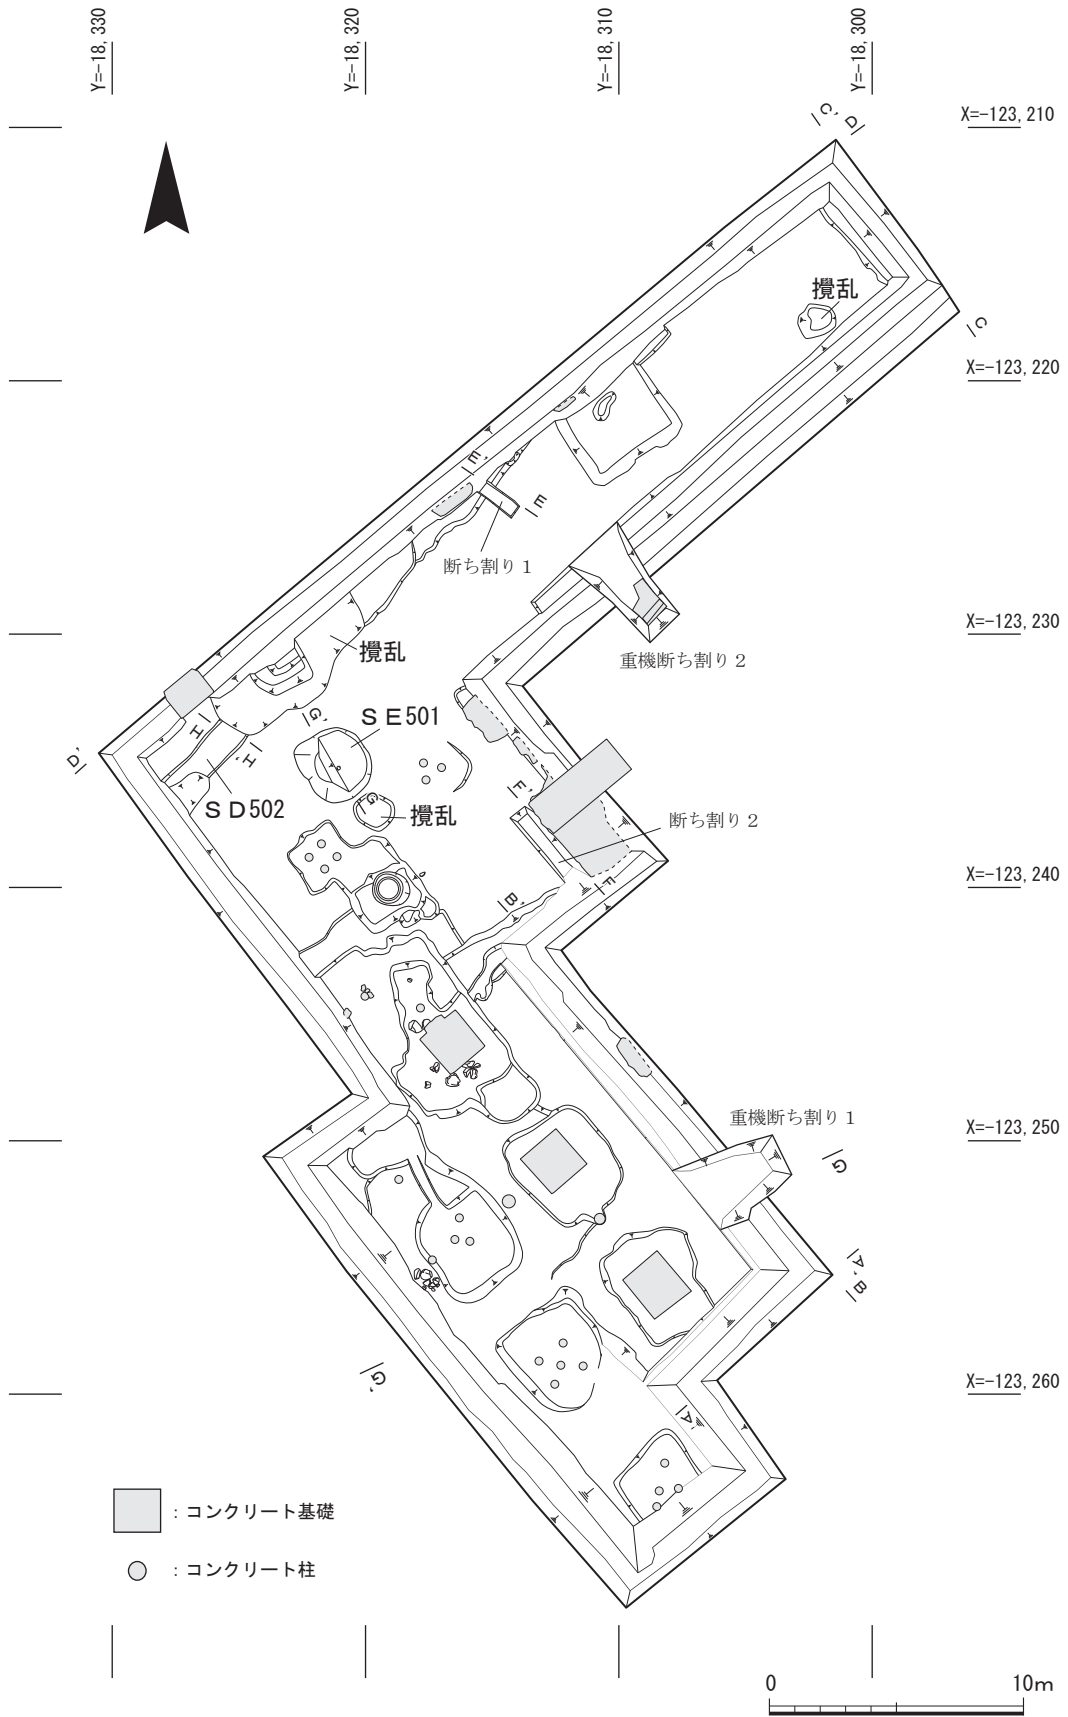 Y=-18,330
Y=-18,320
Y=-18,310
Y=-18,300
X=-123,210
C' D
攪乱
C
X=-123,220
E'
E
断ち割り1
X=-123,230
攪乱
重機断ち割り2
G'
SE501
H
H'
D'
F'
SD502
G
攪乱
断ち割り2
X=-123,240
F
B'
重機断ち割り1
X=-123,250
G
A' B
G'
X=-123,260
A'
:コンクリート基礎
:コンクリート柱
0 10m